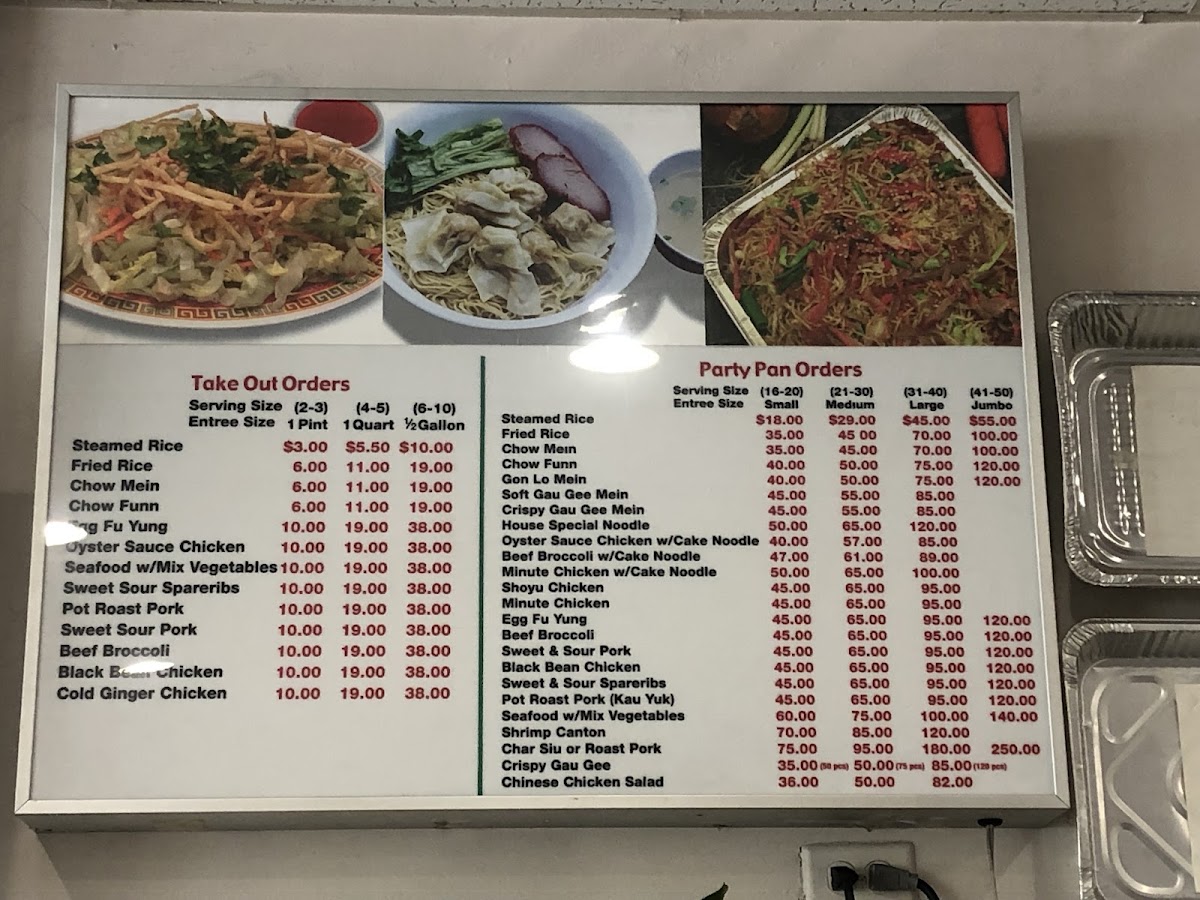 Take Out Orders
Serving Size (2-3) (4-5) (6-10)
Entree Size 1 Pint 1 Quart ½ Gallon
Steamed Rice $3.00 $5.50 $10.00
Fried Rice 6.00 11.00 19.00
Chow Mein 6.00 11.00 19.00
Chow Funn 6.00 11.00 19.00
Egg Fu Yung 10.00 19.00 38.00
Oyster Sauce Chicken 10.00 19.00 38.00
Seafood w/Mix Vegetables 10.00 19.00 38.00
Sweet Sour Spareribs 10.00 19.00 38.00
Pot Roast Pork 10.00 19.00 38.00
Sweet Sour Pork 10.00 19.00 38.00
Beef Broccoli 10.00 19.00 38.00
Black Bean Chicken 10.00 19.00 38.00
Cold Ginger Chicken 10.00 19.00 38.00
Party Pan Orders
Serving Size (16-20) (21-30) (31-40) (41-50)
Entree Size Small Medium Large Jumbo
Steamed Rice $18.00 $29.00 $45.00 $55.00
Fried Rice 35.00 45 00 70.00 100.00
Chow Mein 35.00 45.00 70.00 100.00
Chow Funn 40.00 50.00 75.00 120.00
Gon Lo Mein 40.00 50.00 75.00 120.00
Soft Gau Gee Mein 45.00 55.00 85.00
Crispy Gau Gee Mein 45.00 55.00 85.00
House Special Noodle 50.00 65.00 120.00
Oyster Sauce Chicken w/Cake Noodle 40.00 57.00 85.00
Beef Broccoli w/Cake Noodle 47.00 61.00 89.00
Minute Chicken w/Cake Noodle 50.00 65.00 100.00
Shoyu Chicken 45.00 65.00 95.00
Minute Chicken 45.00 65.00 95.00
Egg Fu Yung 45.00 65.00 95.00 120.00
Beef Broccoli 45.00 65.00 95.00 120.00
Sweet & Sour Pork 45.00 65.00 95.00 120.00
Black Bean Chicken 45.00 65.00 95.00 120.00
Sweet & Sour Spareribs 45.00 65.00 95.00 120.00
Pot Roast Pork (Kau Yuk) 45.00 65.00 95.00 120.00
Seafood w/Mix Vegetables 60.00 75.00 100.00 140.00
Shrimp Canton 70.00 85.00 120.00
Char Siu or Roast Pork 75.00 95.00 180.00 250.00
Crispy Gau Gee 35.00 (50 pcs) 50.00 (75 pcs) 85.00 (120 pcs)
Chinese Chicken Salad 36.00 50.00 82.00